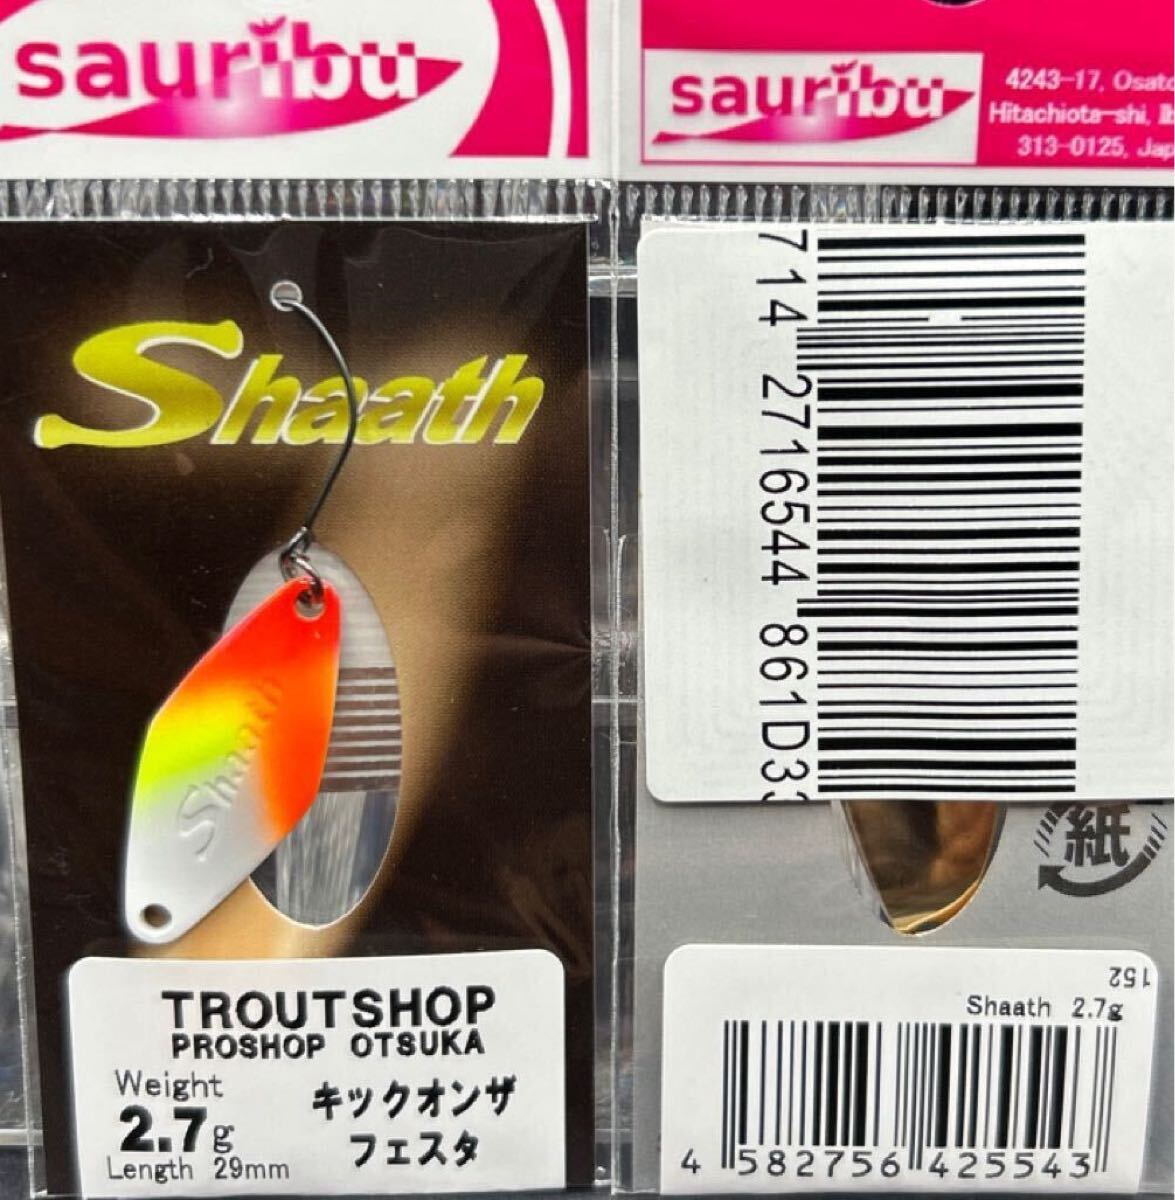 sauribu
Shaath
Shaath
TROUTSHOP
PROSHOP OTSUKA
Weight
2.7g
Length 29mm
キックオンザ
フェスタ
sauribu
4243-17, Osato
Hitachiota-shi,
313-0125, Jap
714 2716544 861D33
紙
152
Shaath 2.7g
4 582756 425543